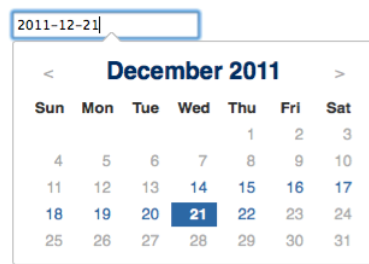 2011-12-21
< December 2011 >
Sun Mon Tue Wed Thu Fri Sat
1 2 3
4 5 6 7 8 9 10
11 12 13 14 15 16 17
18 19 20 21 22 23 24
25 26 27 28 29 30 31